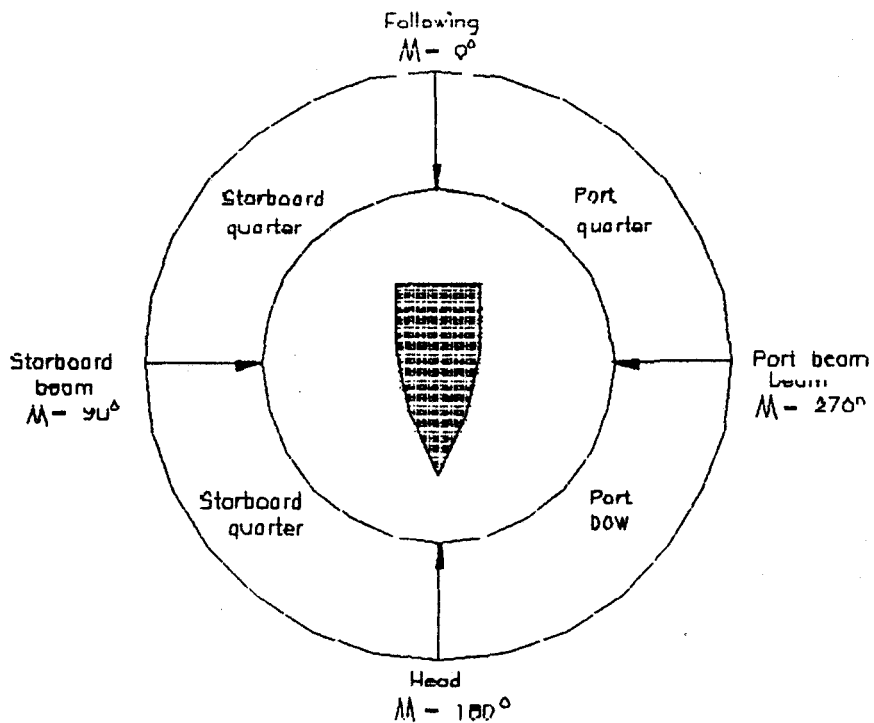 Following
M - 0°
Starboard
quarter
Port
quarter
Starboard
beam
M - 90°
Port beam
beam
M - 270°
Starboard
quarter
Port
bow
Head
M - 180°